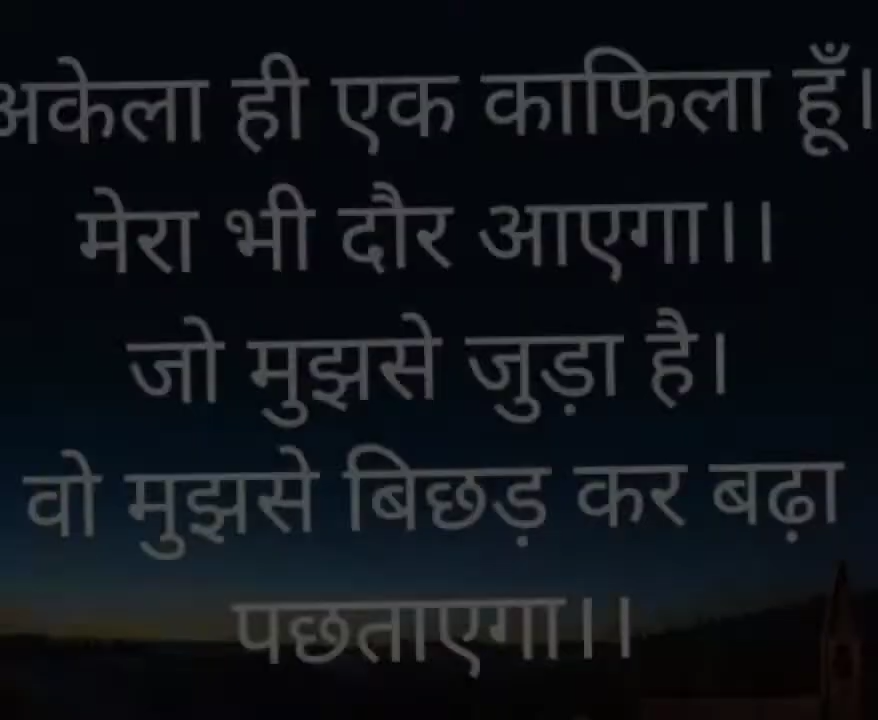 अकेला ही एक काफिला हूँ।
मेरा भी दौर आएगा।।
जो मुझसे जुड़ा है।
वो मुझसे बिछड़ कर बढ़ा
पछताएगा।।